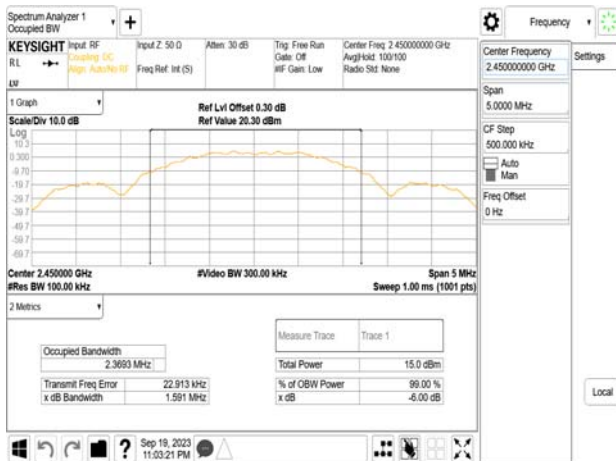 Spectrum Analyzer 1
Occupied BW
Frequency
KEYSIGHT
RL
Input: RF
Coupling: DC
Align: Auto/No RF
Input Z: 50 Ω
Freq Ref: Int (S)
Atten: 30 dB
Trig: Free Run
Gate: Off
#IF Gain: Low
Center Freq: 2.450000000 GHz
Avg|Hold: 100/100
Radio Std: None
Center Frequency
2.450000000 GHz
Settings
Span
5.0000 MHz
CF Step
500.000 kHz
Auto
Man
Freq Offset
0 Hz
Local
1 Graph
Scale/Div 10.0 dB
Ref Lvl Offset 0.30 dB
Ref Value 20.30 dBm
Log
10.3
0.300
-9.70
-19.7
-29.7
-39.7
-49.7
-59.7
-69.7
Center 2.450000 GHz
#Res BW 100.00 kHz
#Video BW 300.00 kHz
Span 5 MHz
Sweep 1.00 ms (1001 pts)
2 Metrics
Measure Trace
Trace 1
Occupied Bandwidth
2.3693 MHz
Total Power
15.0 dBm
Transmit Freq Error
22.913 kHz
% of OBW Power
99.00 %
x dB Bandwidth
1.591 MHz
x dB
-6.00 dB
?
Sep 19, 2023
11:03:21 PM